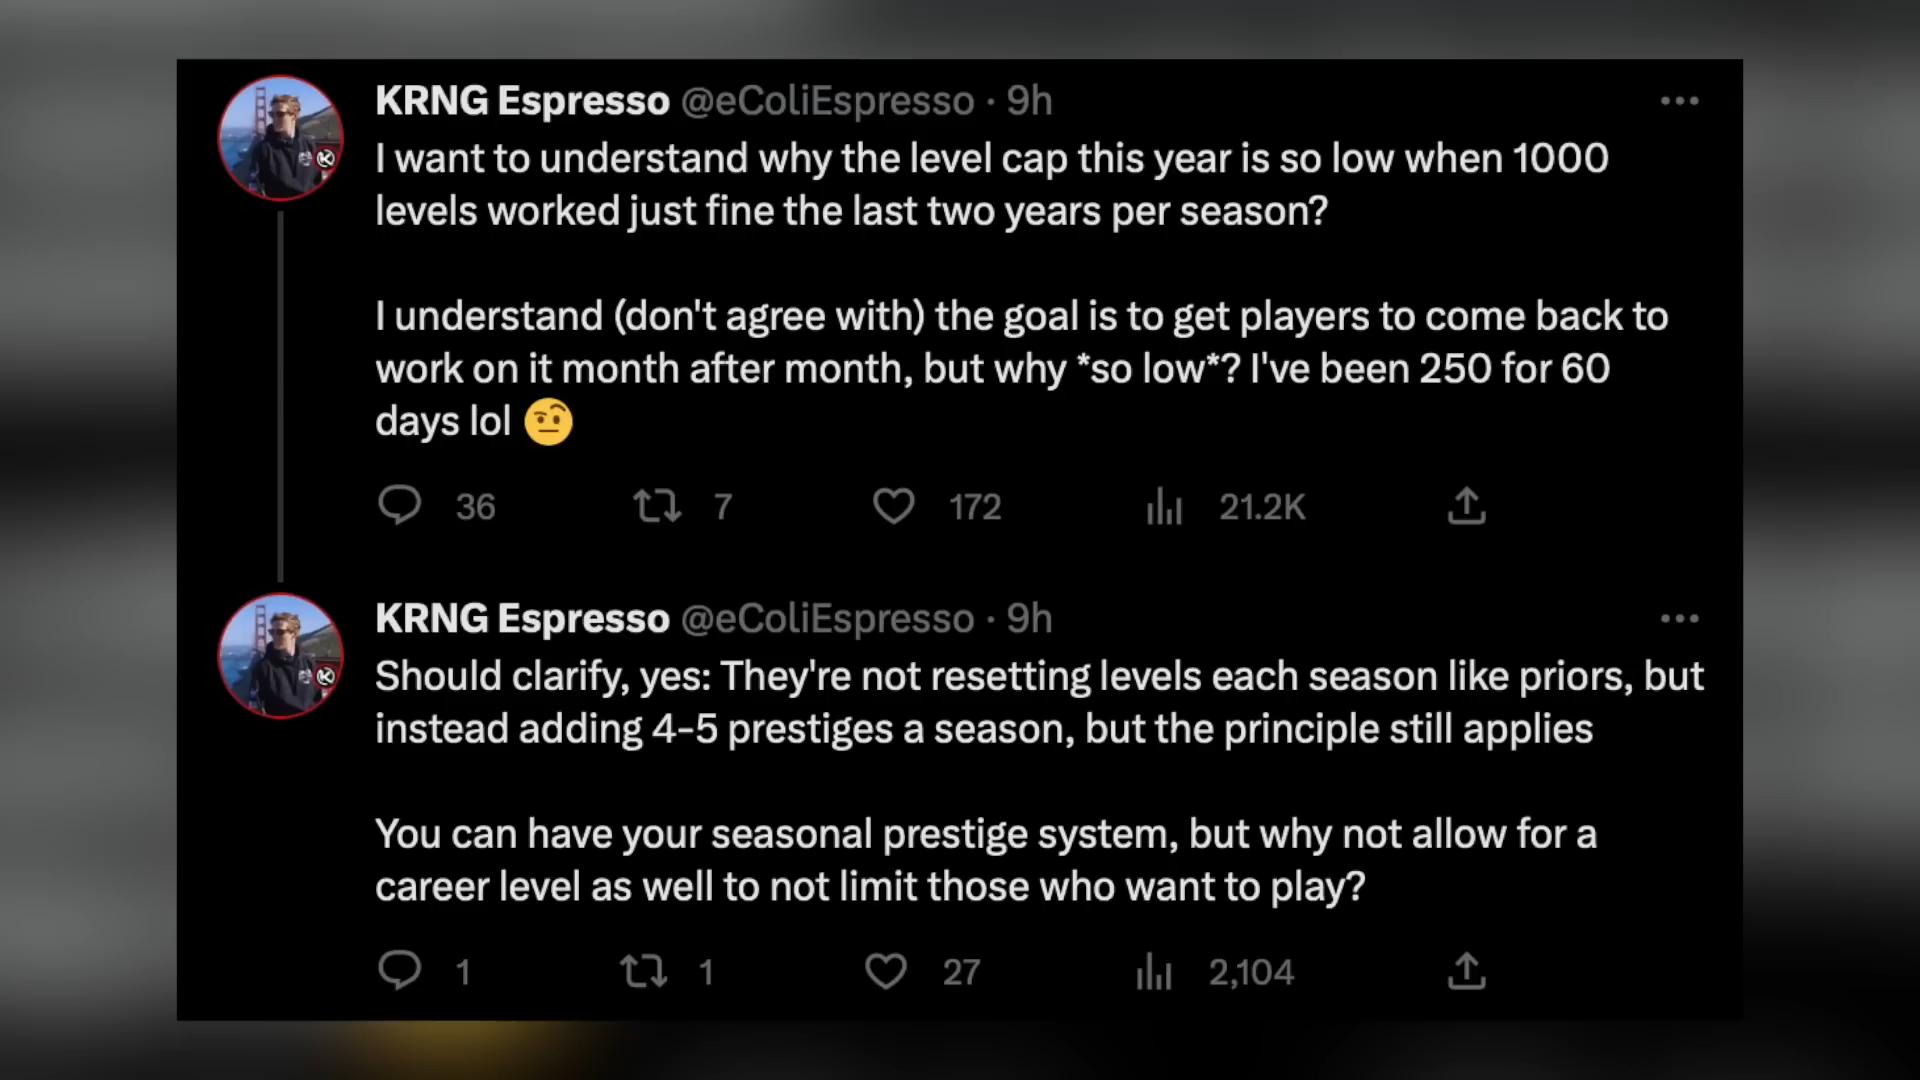 KRNG Espresso @eColiEspresso · 9h
I want to understand why the level cap this year is so low when 1000
levels worked just fine the last two years per season?
I understand (don't agree with) the goal is to get players to come back to
work on it month after month, but why *so low*? I've been 250 for 60
days lol 🤨
36 7 172 21.2K
KRNG Espresso @eColiEspresso · 9h
Should clarify, yes: They're not resetting levels each season like priors, but
instead adding 4-5 prestiges a season, but the principle still applies
You can have your seasonal prestige system, but why not allow for a
career level as well to not limit those who want to play?
1 1 27 2,104